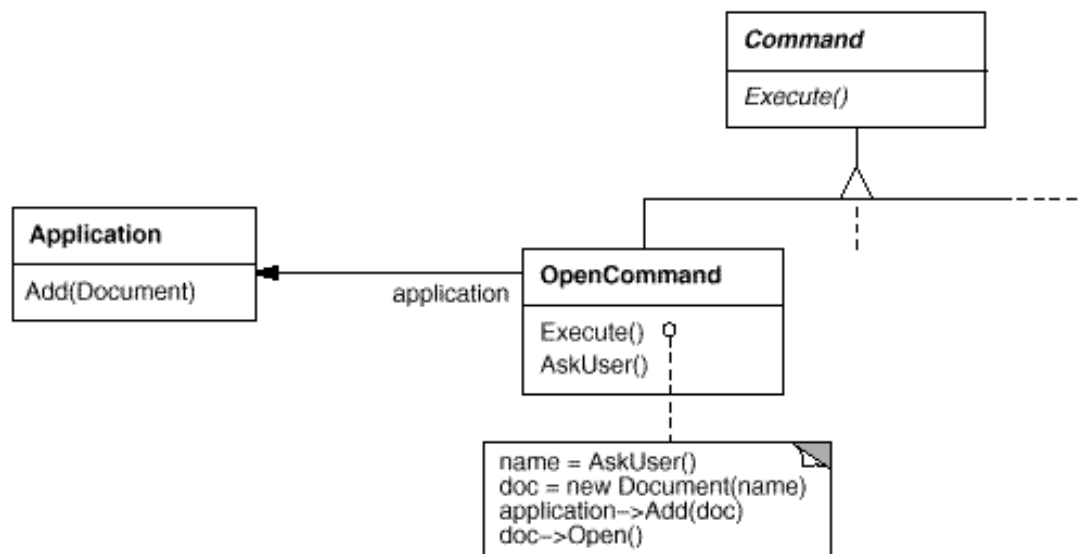 Command
Execute()
Application
Add(Document)
application
OpenCommand
Execute()
AskUser()
name = AskUser()
doc = new Document(name)
application->Add(doc)
doc->Open()